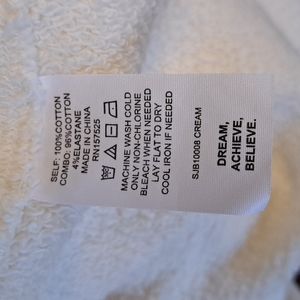 SELF: 100%COTTON
COMBO: 96%COTTON
4%ELASTANE
MADE IN CHINA
RN157525
MACHINE WASH COLD
ONLY NON-CHLORINE
BLEACH WHEN NEEDED
LAY FLAT TO DRY
COOL IRON IF NEEDED
SJB10008 CREAM
DREAM,
ACHIEVE,
BELIEVE.